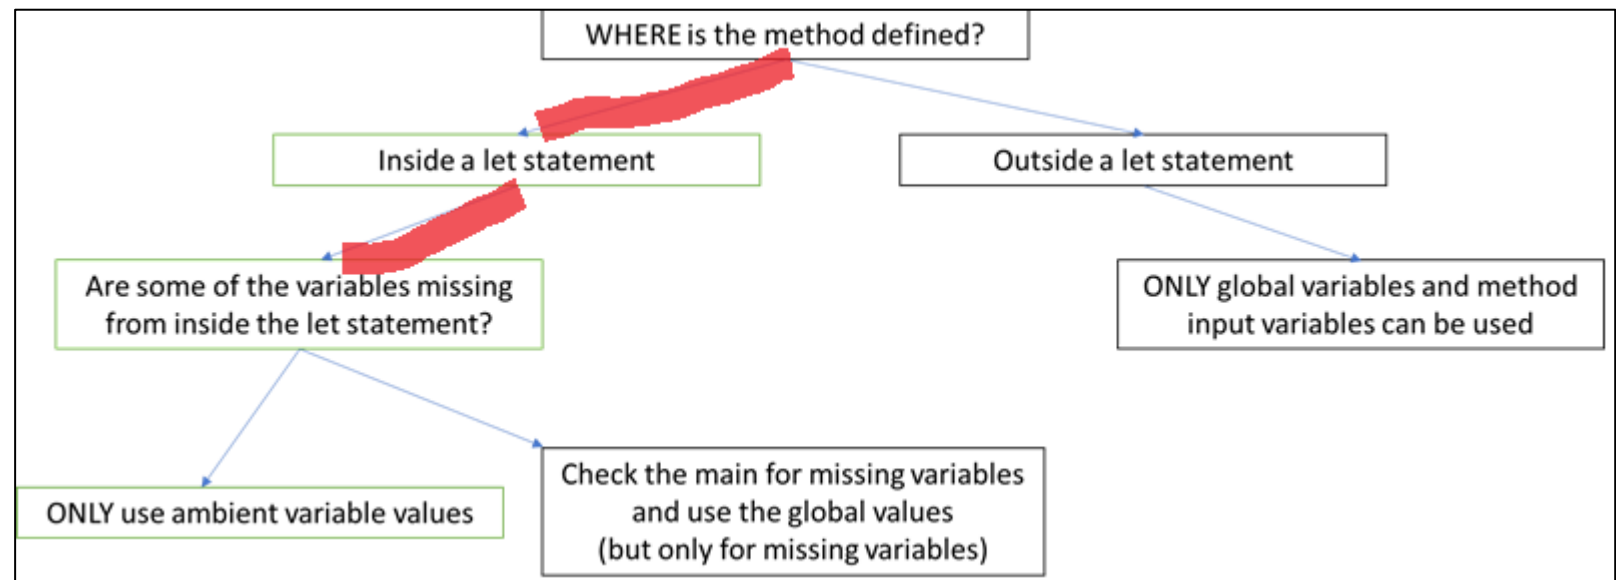 WHERE is the method defined?
Inside a let statement
Outside a let statement
Are some of the variables missing
from inside the let statement?
ONLY global variables and method
input variables can be used
ONLY use ambient variable values
Check the main for missing variables
and use the global values
(but only for missing variables)